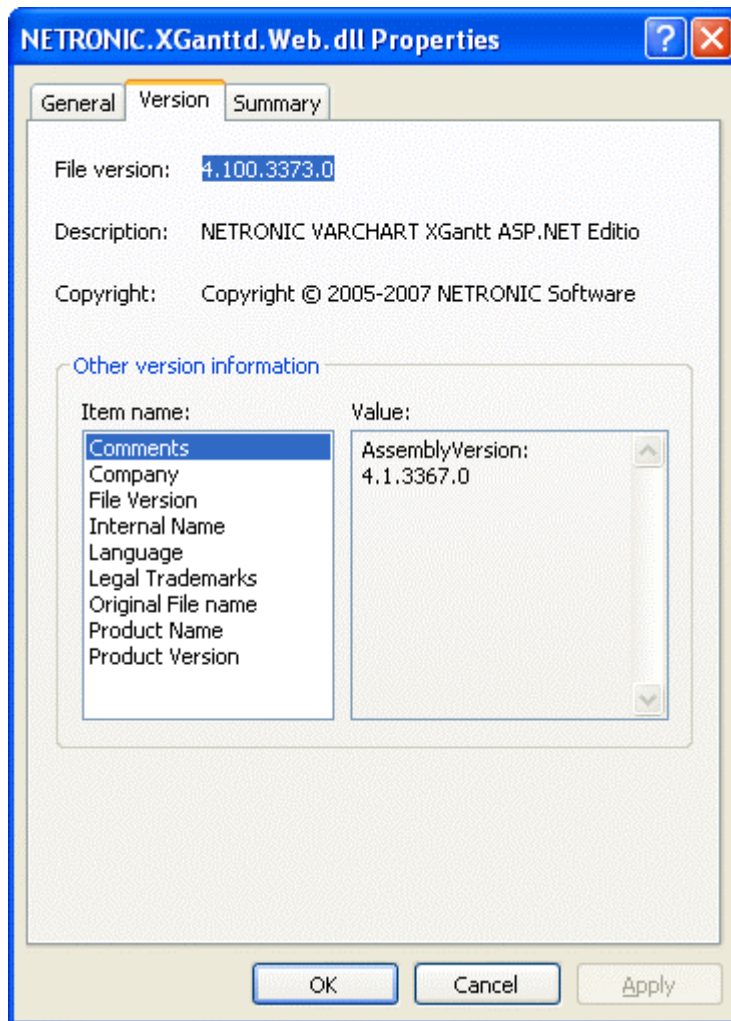 NETRONIC.XGanttd.Web.dll Properties
General Version Summary
File version: 4.100.3373.0
Description: NETRONIC VARCHART XGantt ASP.NET Editio
Copyright: Copyright © 2005-2007 NETRONIC Software
Other version information
Item name: Value:
Comments
Company
File Version
Internal Name
Language
Legal Trademarks
Original File name
Product Name
Product Version
AssemblyVersion:
4.1.3367.0
OK Cancel Apply